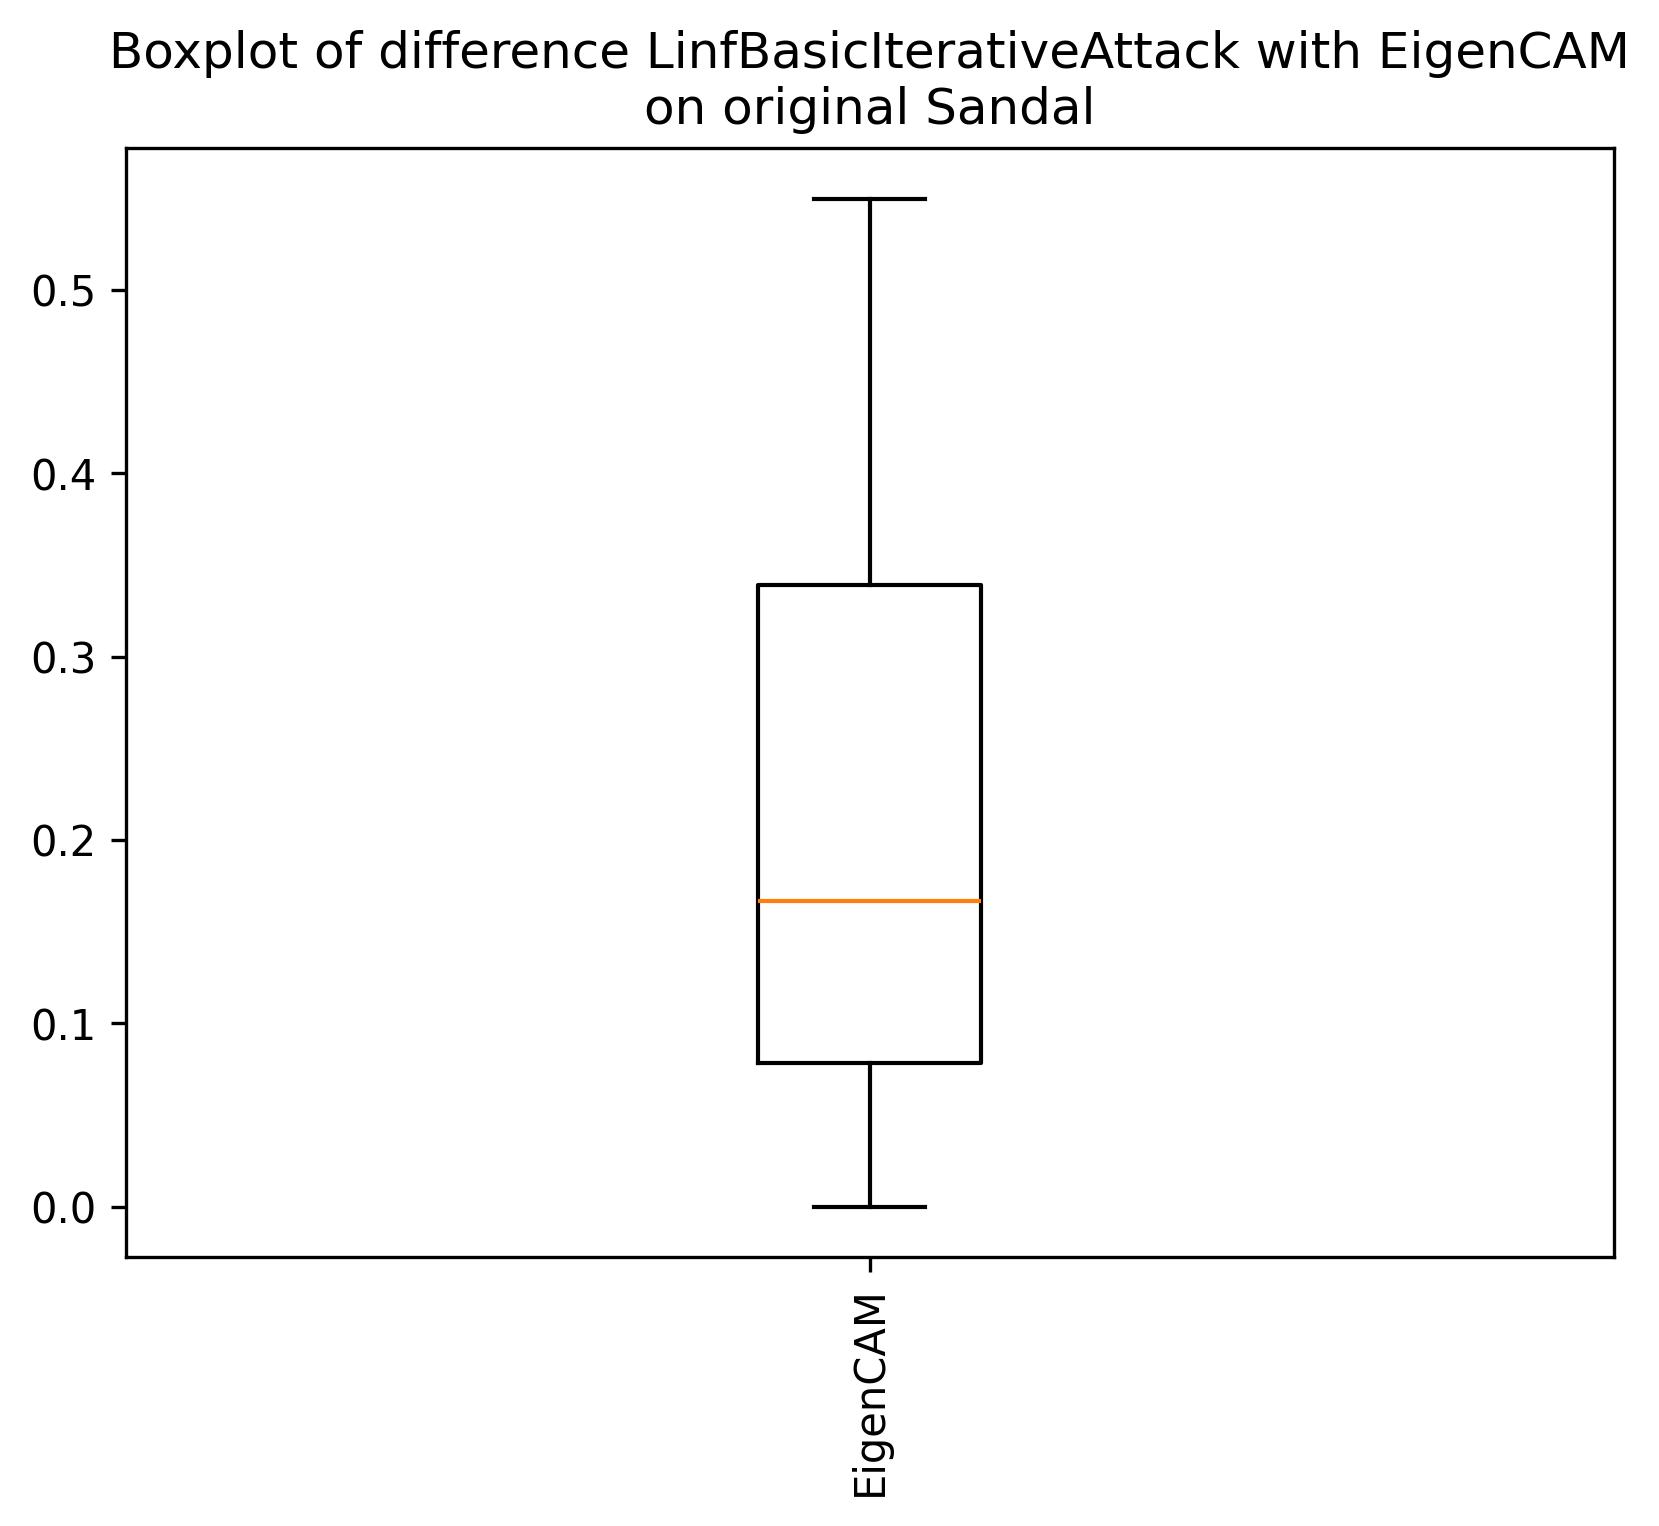 Boxplot of difference LinfBasicIterativeAttack with EigenCAM
on original Sandal
0.5
0.4
0.3
0.2
0.1
0.0
EigenCAM